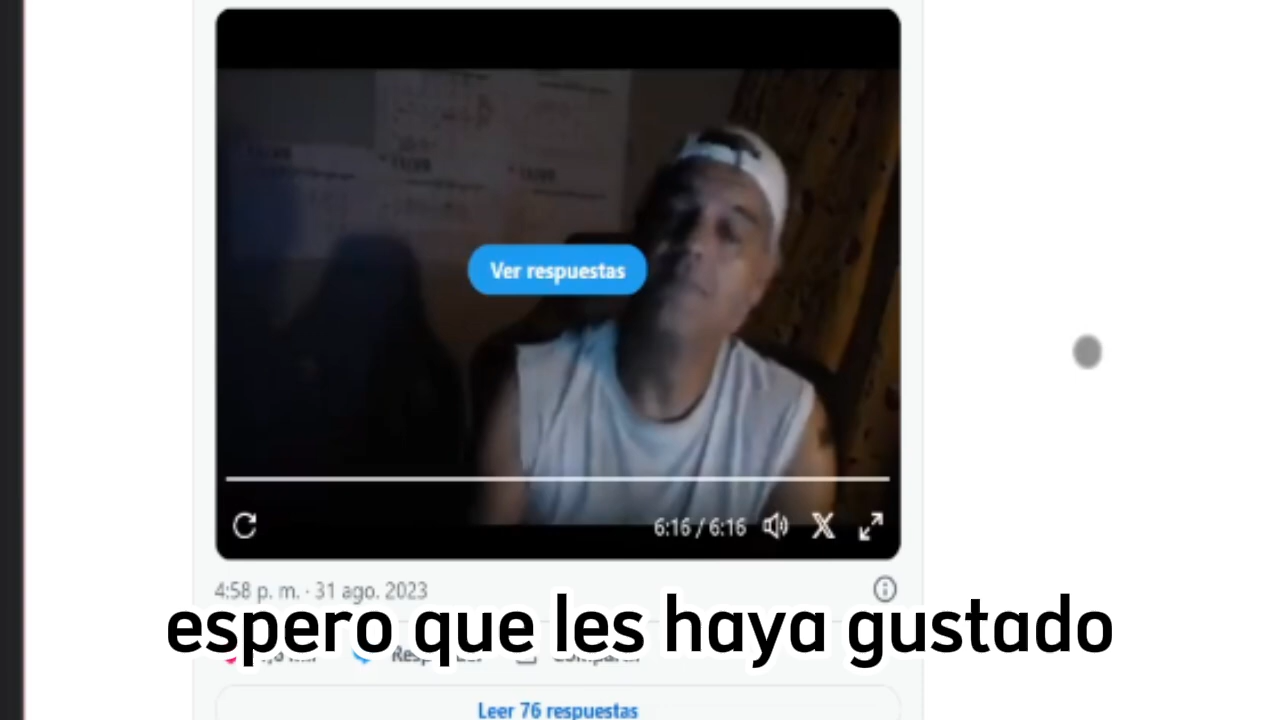 Ver respuestas
6:16 / 6:16
4:58 p. m. · 31 ago. 2023
espero que les haya gustado
Leer 76 respuestas